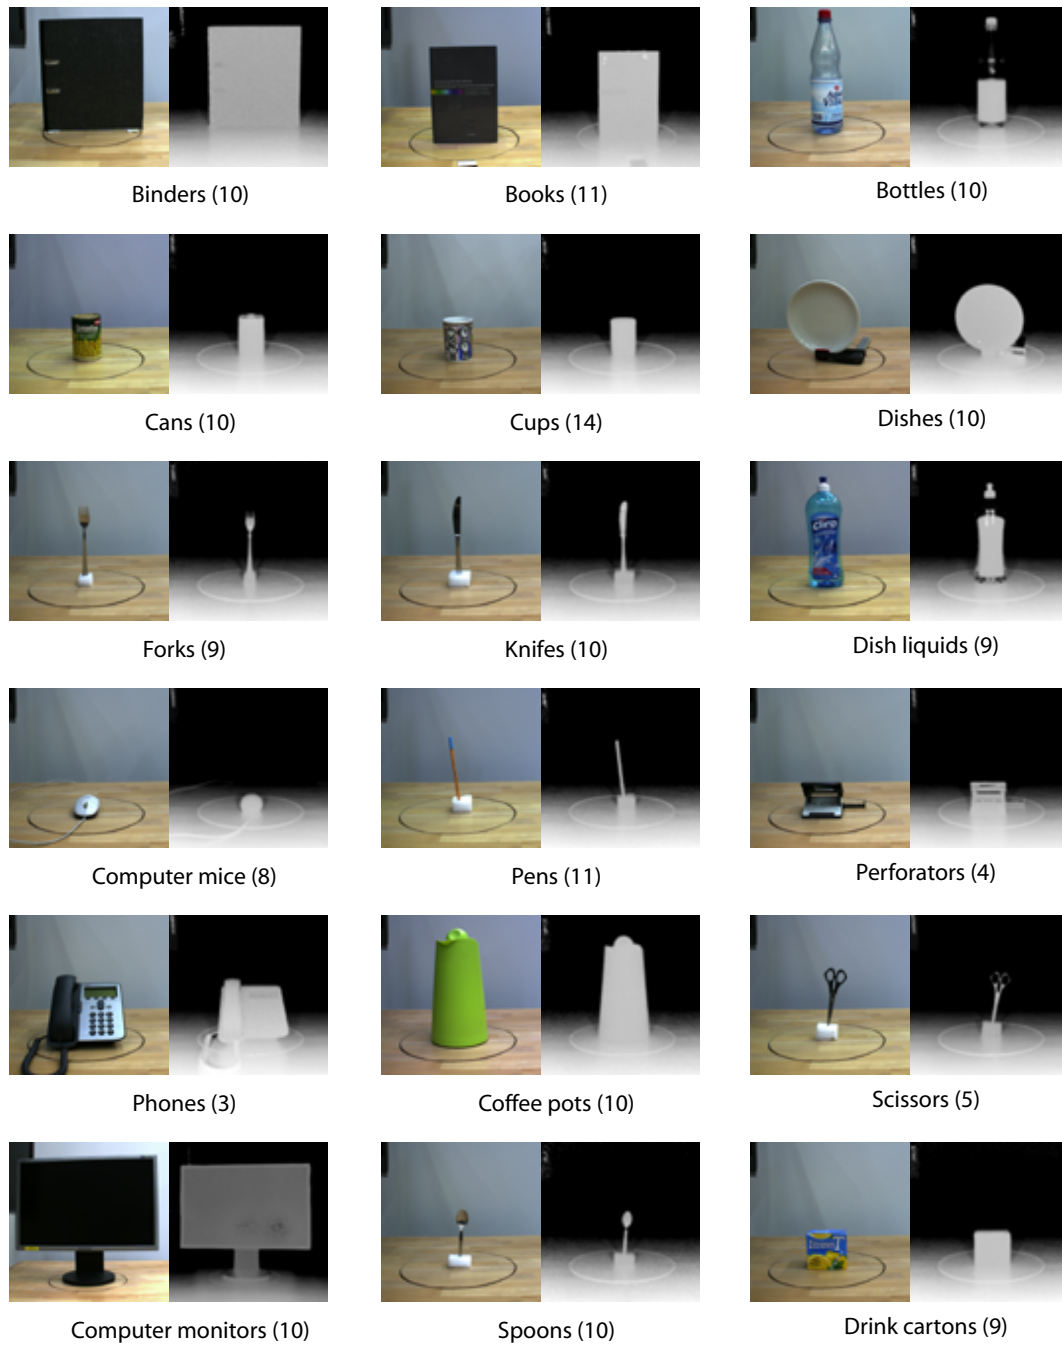 Binders (10)
Books (11)
Bottles (10)
Cans (10)
Cups (14)
Dishes (10)
Forks (9)
Knifes (10)
Dish liquids (9)
Computer mice (8)
Pens (11)
Perforators (4)
Phones (3)
Coffee pots (10)
Scissors (5)
Computer monitors (10)
Spoons (10)
Drink cartons (9)